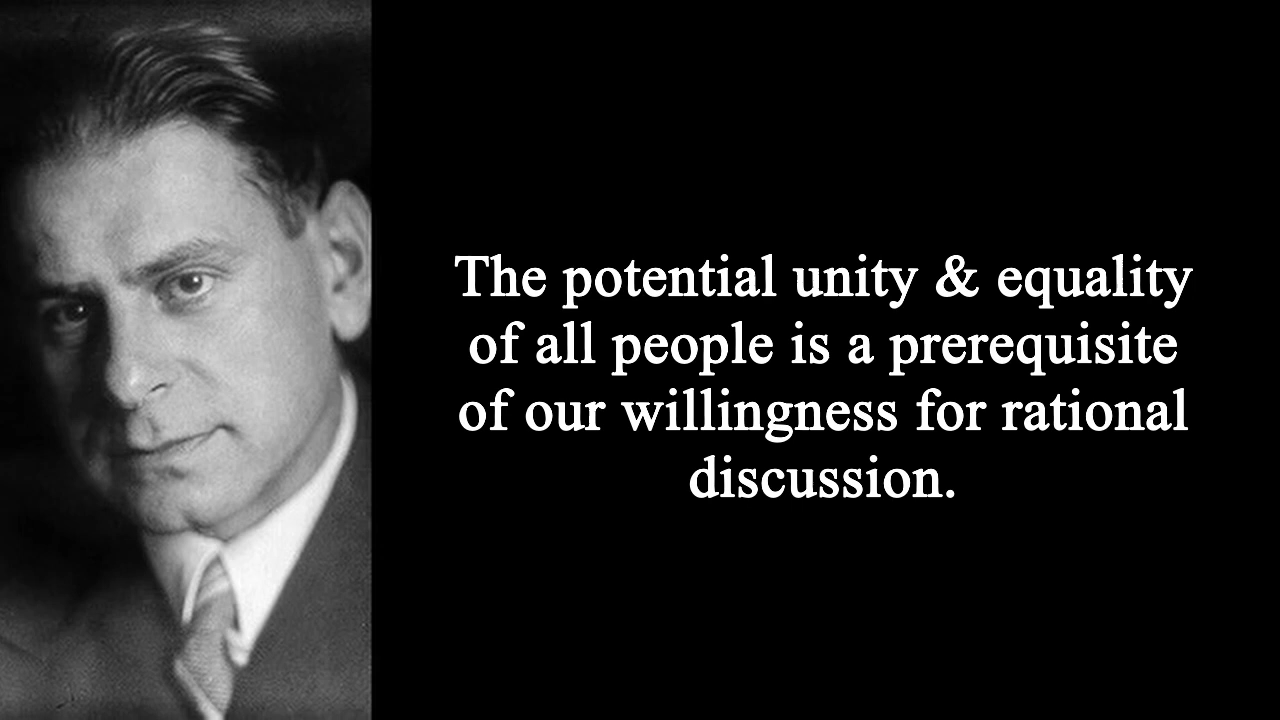 The potential unity & equality
of all people is a prerequisite
of our willingness for rational
discussion.